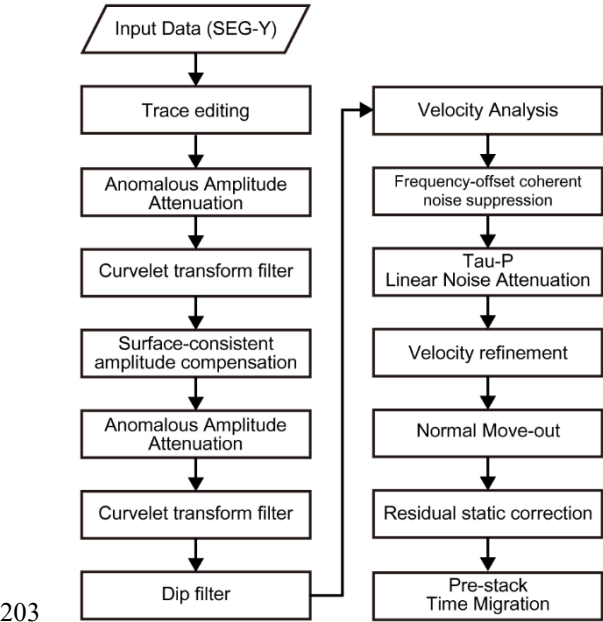 Input Data (SEG-Y)
Trace editing
Anomalous Amplitude
Attenuation
Curvelet transform filter
Surface-consistent
amplitude compensation
Anomalous Amplitude
Attenuation
Curvelet transform filter
Dip filter
Velocity Analysis
Frequency-offset coherent
noise suppression
Tau-P
Linear Noise Attenuation
Velocity refinement
Normal Move-out
Residual static correction
Pre-stack
Time Migration
203